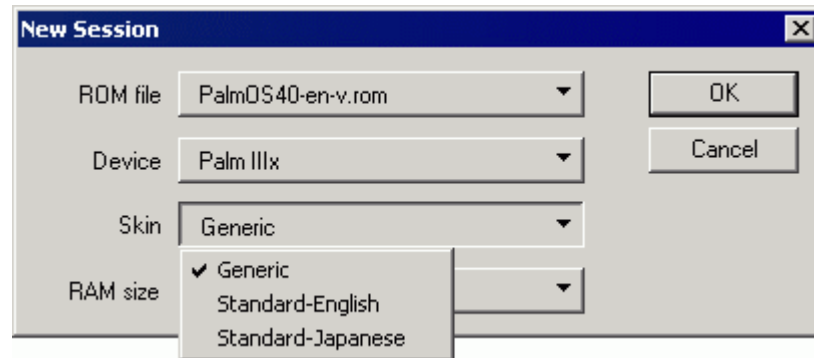 New Session
ROM file PalmOS40-en-v.rom OK
Device Palm IIIx Cancel
Skin Generic
Generic
RAM size
Standard-English
Standard-Japanese